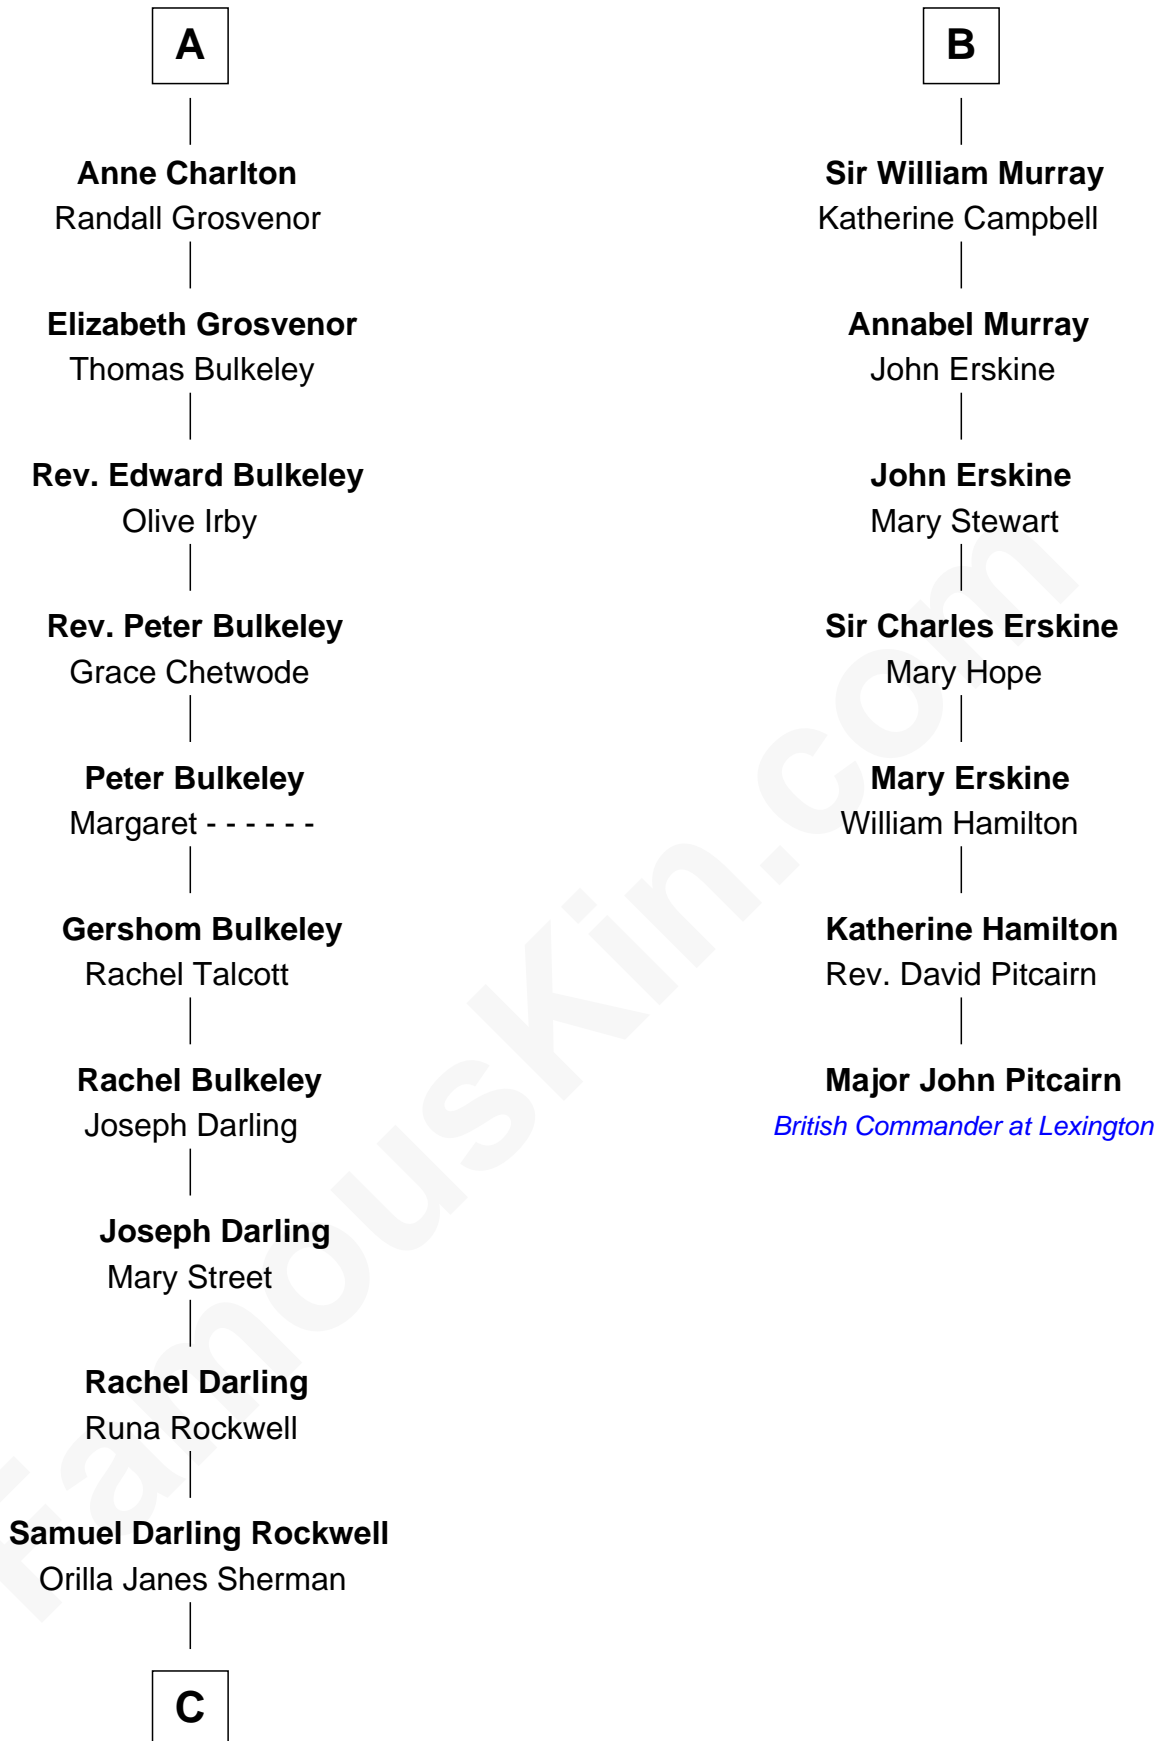 A
Anne Charlton
Randall Grosvenor
Elizabeth Grosvenor
Thomas Bulkeley
Rev. Edward Bulkeley
Olive Irby
Rev. Peter Bulkeley
Grace Chetwode
Peter Bulkeley
Margaret - - - - - -
Gershom Bulkeley
Rachel Talcott
Rachel Bulkeley
Joseph Darling
Joseph Darling
Mary Street
Rachel Darling
Runa Rockwell
Samuel Darling Rockwell
Orilla Janes Sherman
C
B
Sir William Murray
Katherine Campbell
Annabel Murray
John Erskine
John Erskine
Mary Stewart
Sir Charles Erskine
Mary Hope
Mary Erskine
William Hamilton
Katherine Hamilton
Rev. David Pitcairn
Major John Pitcairn
British Commander at Lexington
FamousKin.com